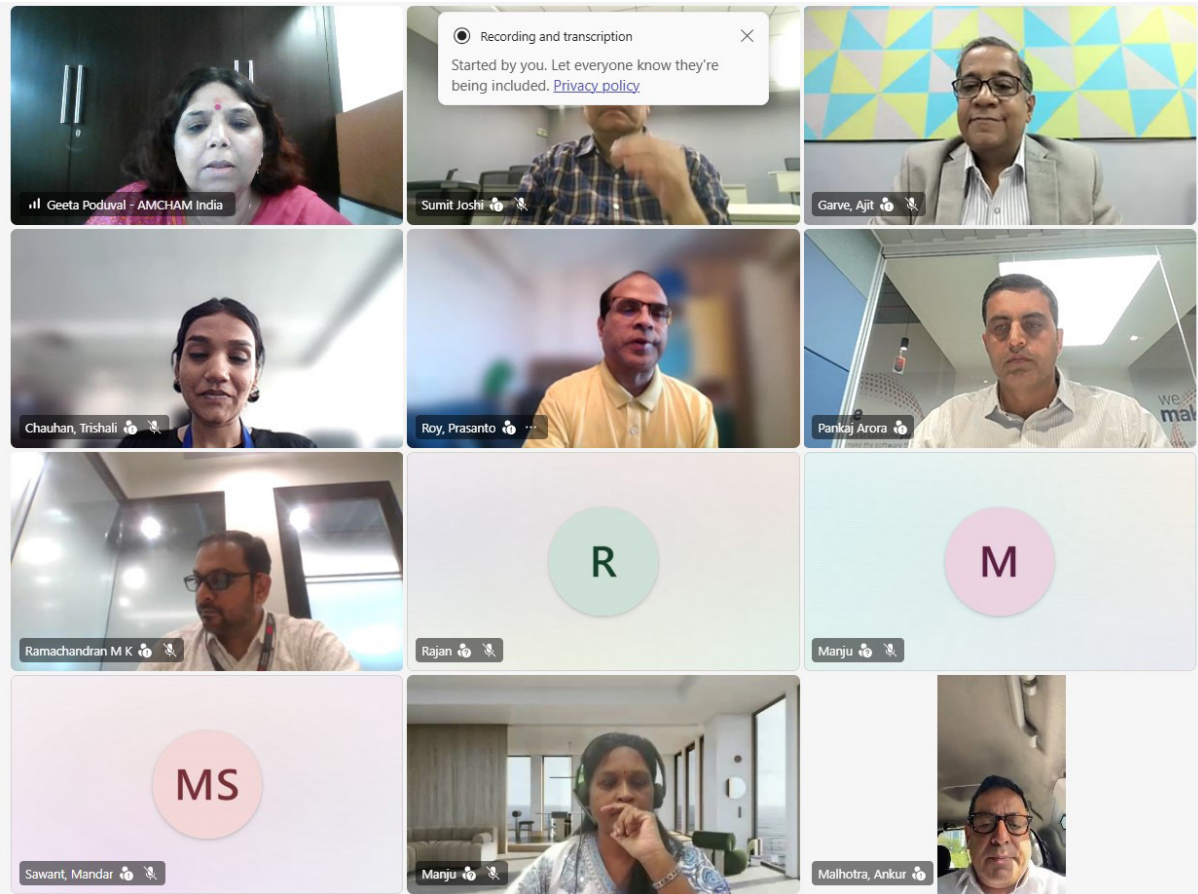 Recording and transcription
Started by you. Let everyone know they're
being included. Privacy policy
Geeta Poduval - AMCHAM India
Sumit Joshi
Garve, Ajit
Chauhan, Trishali
Roy, Prasanto
...
Pankaj Arora
we
mak
Ramachandran M K
R
Rajan
M
Manju
MS
Sawant, Mandar
Manju
Malhotra, Ankur